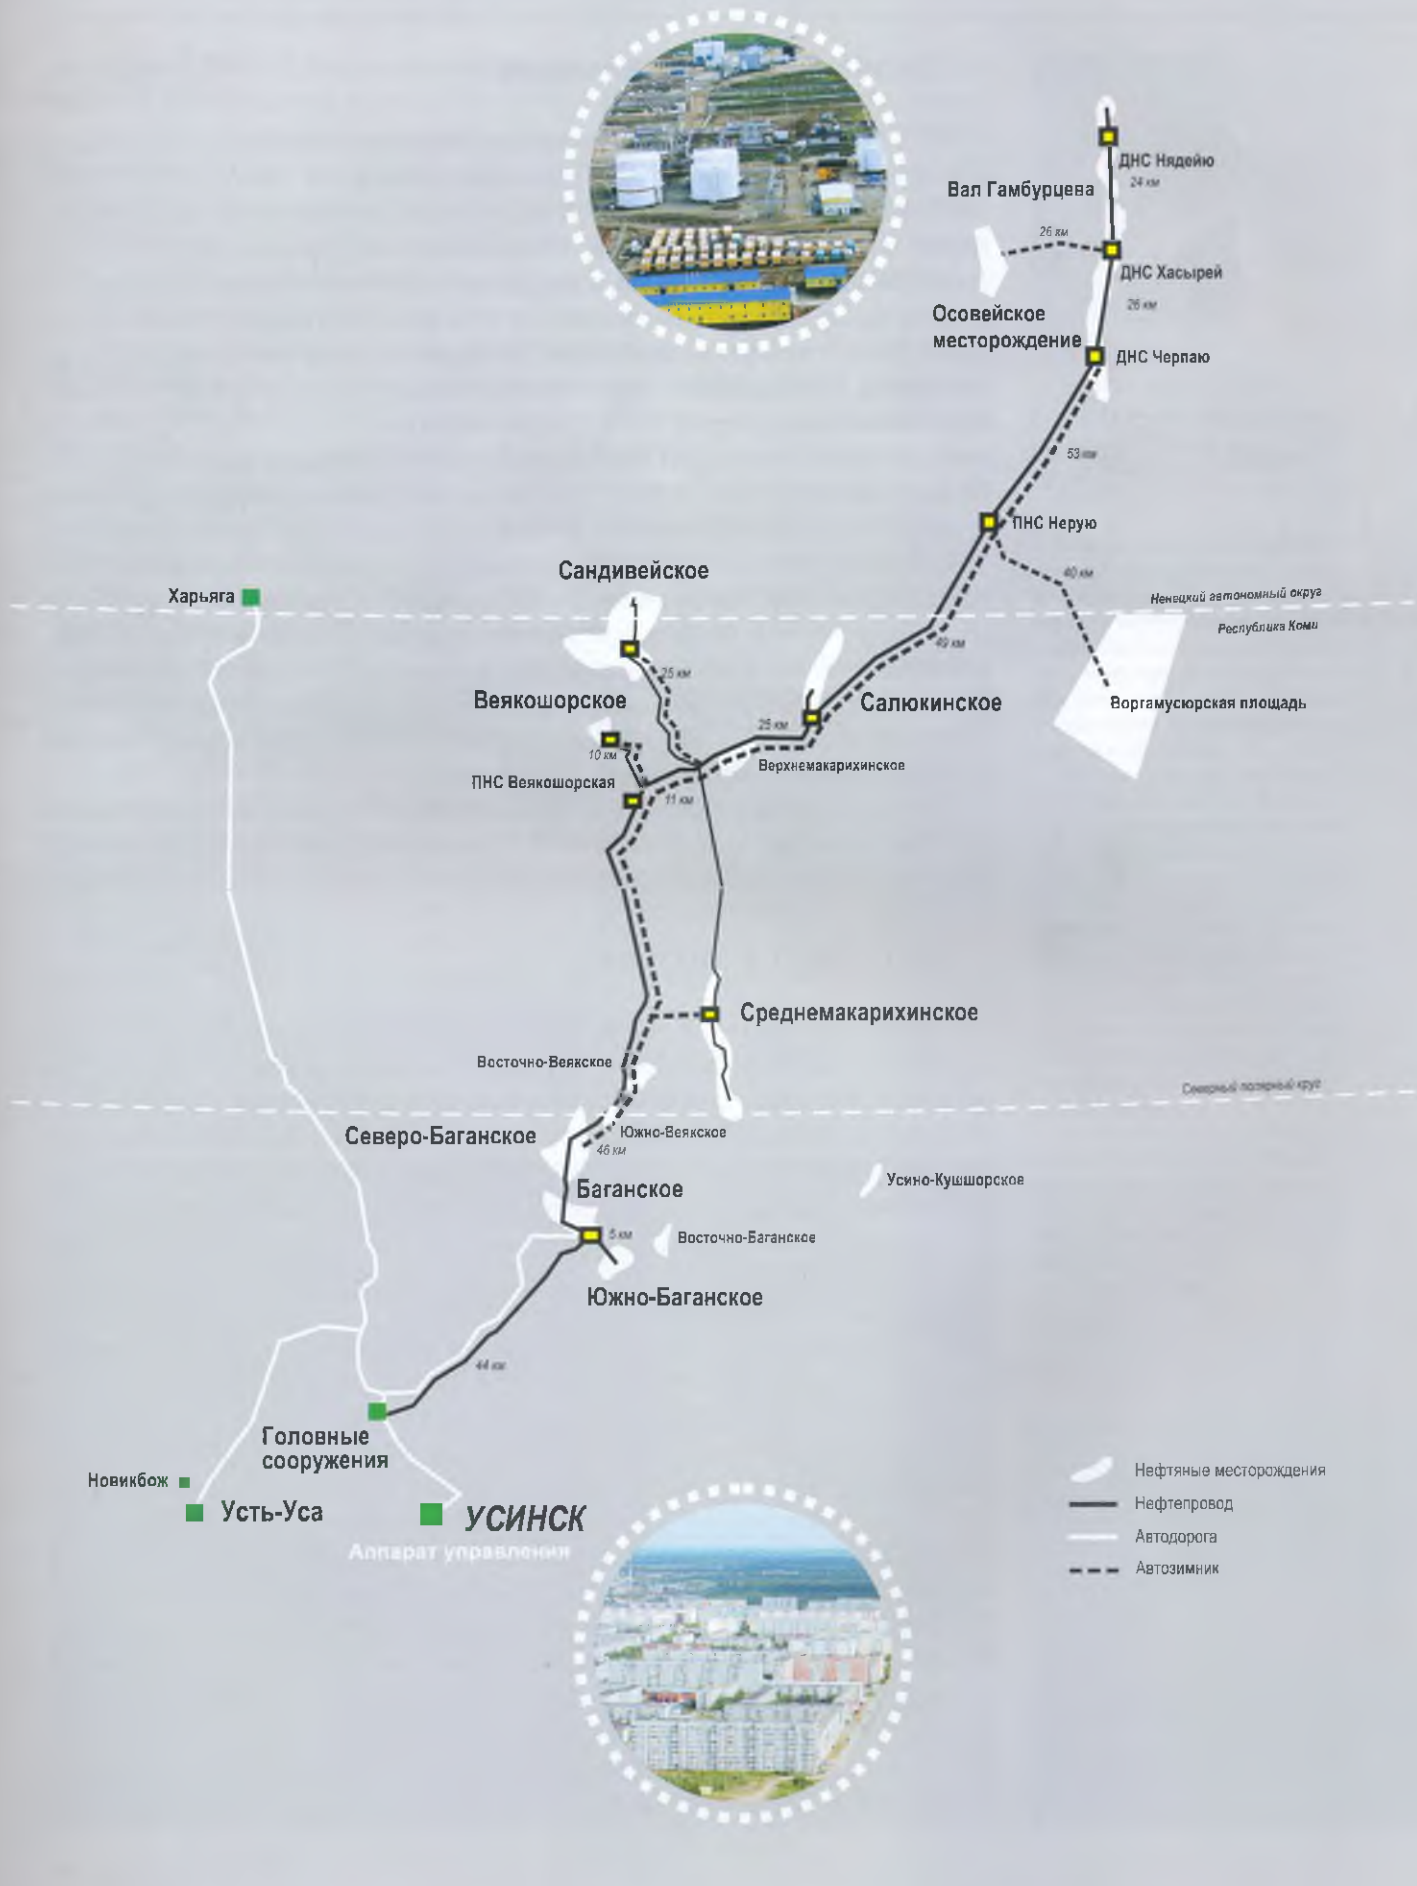 ДНС Нядейю
24 км
Вал Гамбурцева
26 км
ДНС Хасырей
26 км
Осовейское
месторождение
ДНС Черпаю
53 км
ПНС Нерую
40 км
Сандивейское
Харьяга
Ненецкий автономный округ
Республика Коми
49 км
25 км
Веякошорское
Салюкинское
Воргамусюрская площадь
25 км
10 км
Верхнемакарихинское
ПНС Веякошорская
11 км
Среднемакарихинское
Восточно-Веякское
Северный полярный круг
Северо-Баганское
Южно-Веякское
46 км
Усино-Кушшорское
Баганское
5 км
Восточно-Баганское
Южно-Баганское
44 км
Головные
сооружения
Новикбож
Усть-Уса
УСИНСК
Аппарат управления
Нефтяные месторождения
Нефтепровод
Автодорога
Автозимник